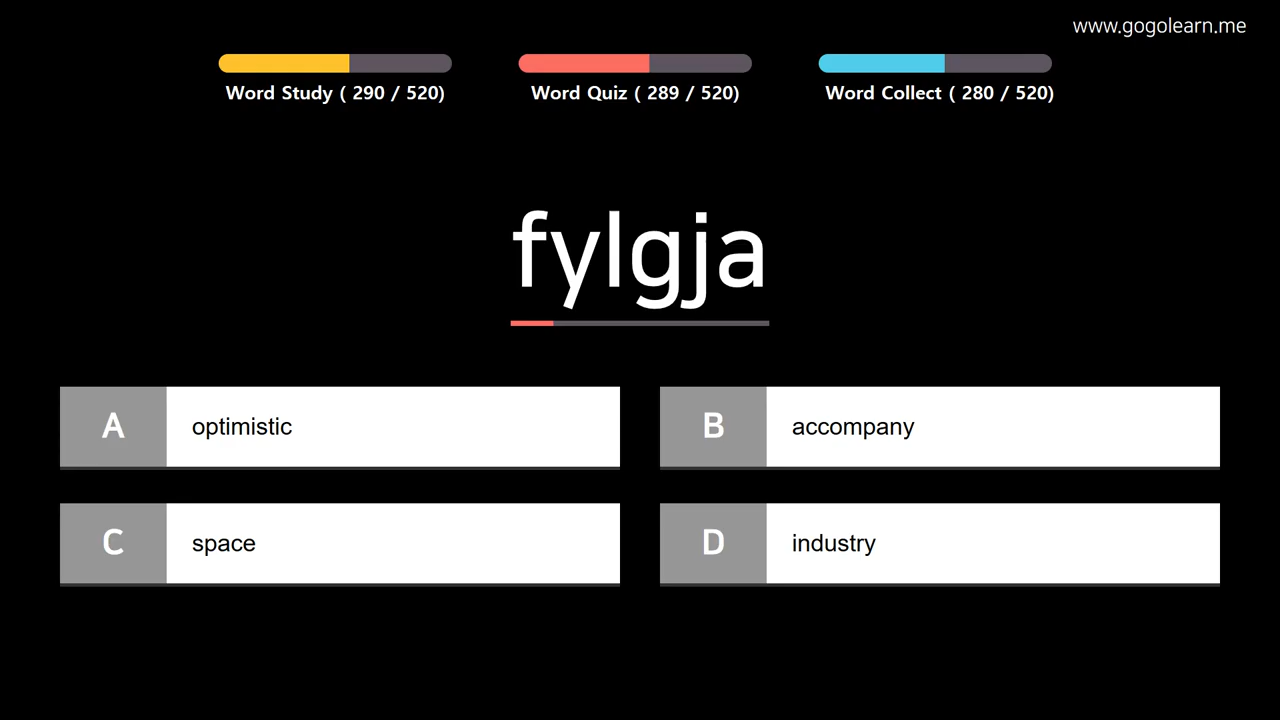 www.gogolearn.me
Word Study ( 290 / 520)
Word Quiz ( 289 / 520)
Word Collect ( 280 / 520)
fylgja
A optimistic
B accompany
C space
D industry